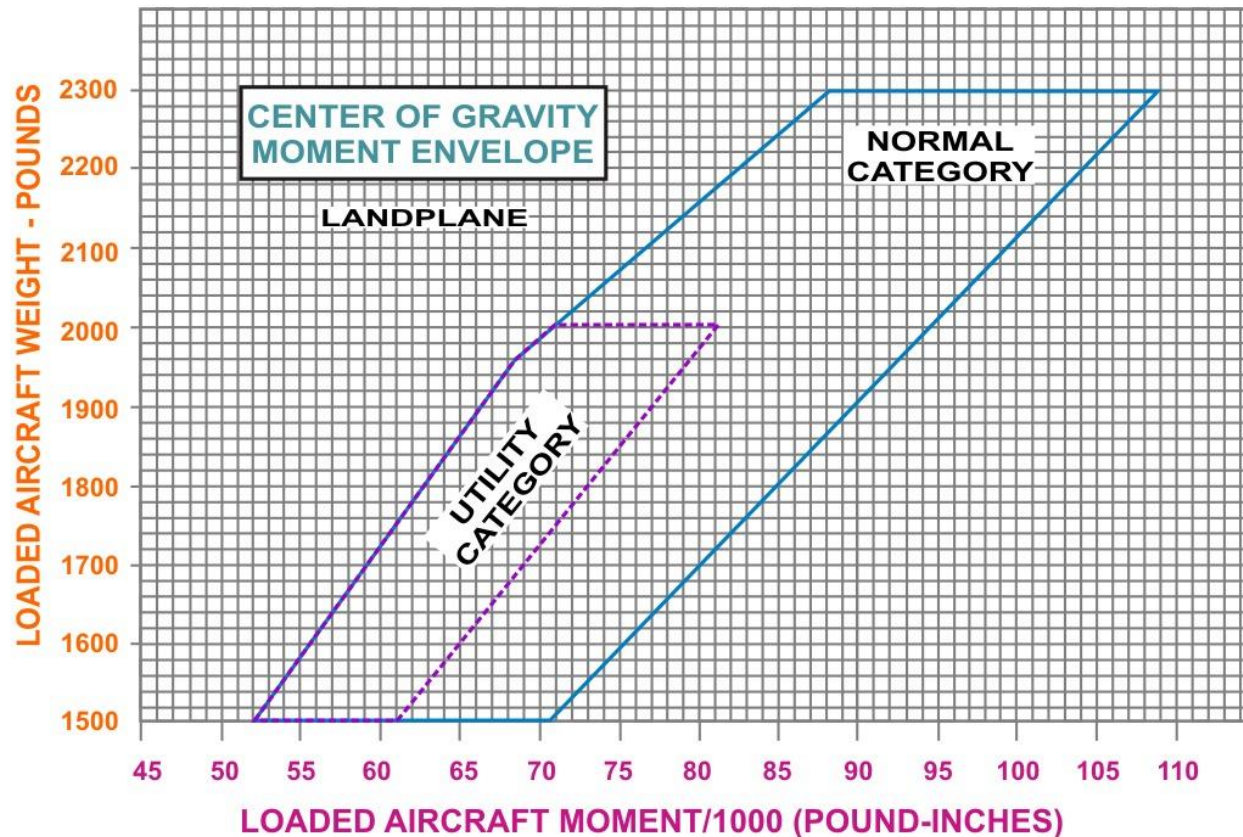 CENTER OF GRAVITY
MOMENT ENVELOPE
LANDPLANE
NORMAL
CATEGORY
UTILITY
CATEGORY
LOADED AIRCRAFT WEIGHT - POUNDS
2300
2200
2100
2000
1900
1800
1700
1600
1500
45 50 55 60 65 70 75 80 85 90 95 100 105 110
LOADED AIRCRAFT MOMENT/1000 (POUND-INCHES)